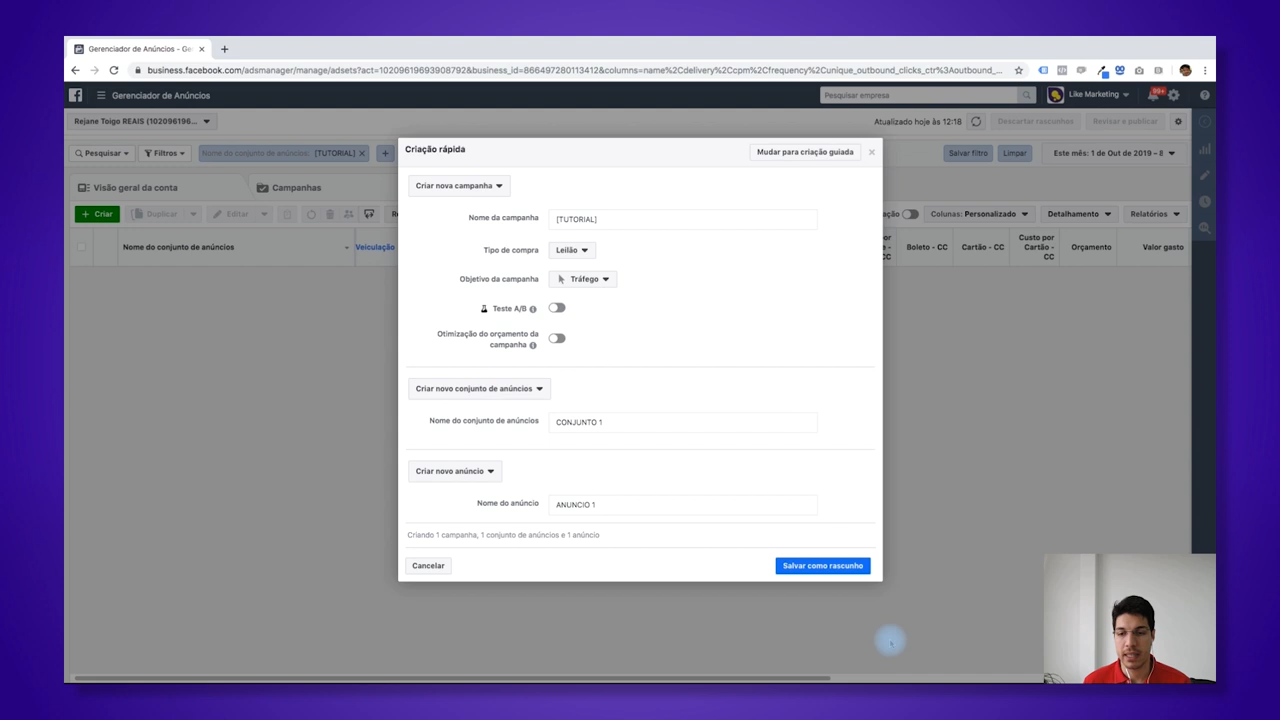 Gerenciador de Anúncios - Ge
business.facebook.com/adsmanager/manage/adsets?act=10209619693908792&business_id=866497280113412&columns=name%2Cdelivery%2Ccpm%2Cfrequency%2Cunique_outbound_clicks_ctr%3Aoutbound_...
Gerenciador de Anúncios
Pesquisar empresa
Like Marketing
99+
Rejane Toigo REAIS (102096196...
Atualizado hoje às 12:18
Descartar rascunhos
Revisar e publicar
Pesquisar
Filtros
Nome do conjunto de anúncios: [TUTORIAL]
Salvar filtro
Limpar
Este mês: 1 de Out de 2019 – 8
Visão geral da conta
Campanhas
+ Criar
Duplicar
Editar
Re
ação
Colunas: Personalizado
Detalhamento
Relatórios
Nome do conjunto de anúncios
Veiculação
por
e -
CC
Boleto - CC
Cartão - CC
Custo por
Cartão -
CC
Orçamento
Valor gasto
Criação rápida
Mudar para criação guiada
Criar nova campanha
Nome da campanha
[TUTORIAL]
Tipo de compra
Leilão
Objetivo da campanha
Tráfego
Teste A/B
Otimização do orçamento da
campanha
Criar novo conjunto de anúncios
Nome do conjunto de anúncios
CONJUNTO 1
Criar novo anúncio
Nome do anúncio
ANUNCIO 1
Criando 1 campanha, 1 conjunto de anúncios e 1 anúncio
Cancelar
Salvar como rascunho